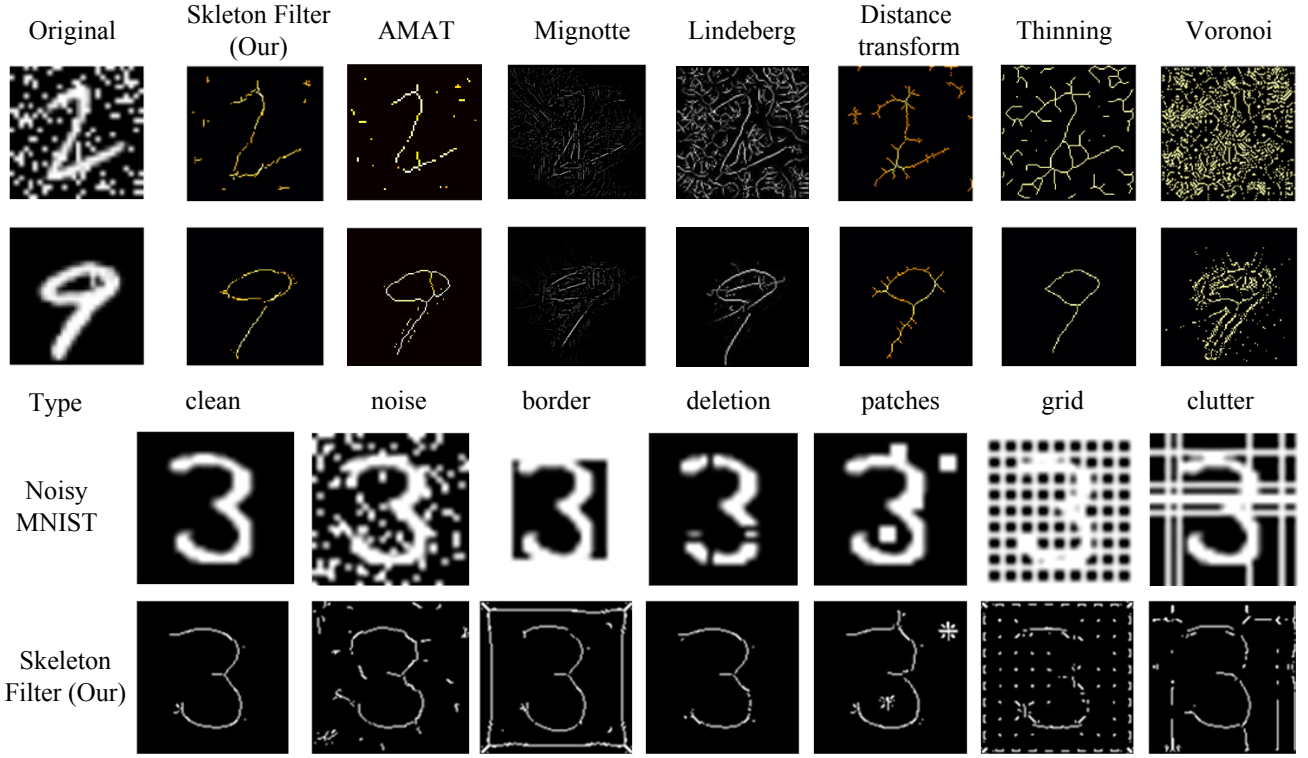 Original
Skleton Filter
(Our)
AMAT
Mignotte
Lindeberg
Distance
transform
Thinning
Voronoi
Type
clean
noise
border
deletion
patches
grid
clutter
Noisy
MNIST
Skeleton
Filter (Our)